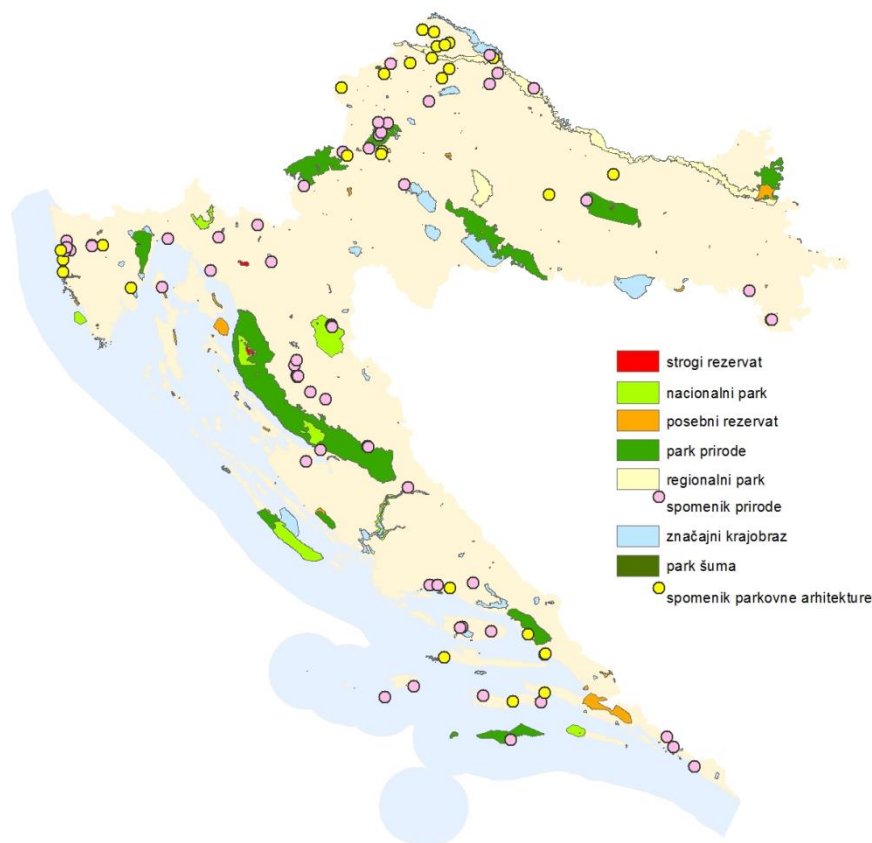 strogi rezervat
nacionalni park
posebni rezervat
park prirode
regionalni park
spomenik prirode
značajni krajobraz
park šuma
spomenik parkovne arhitekture